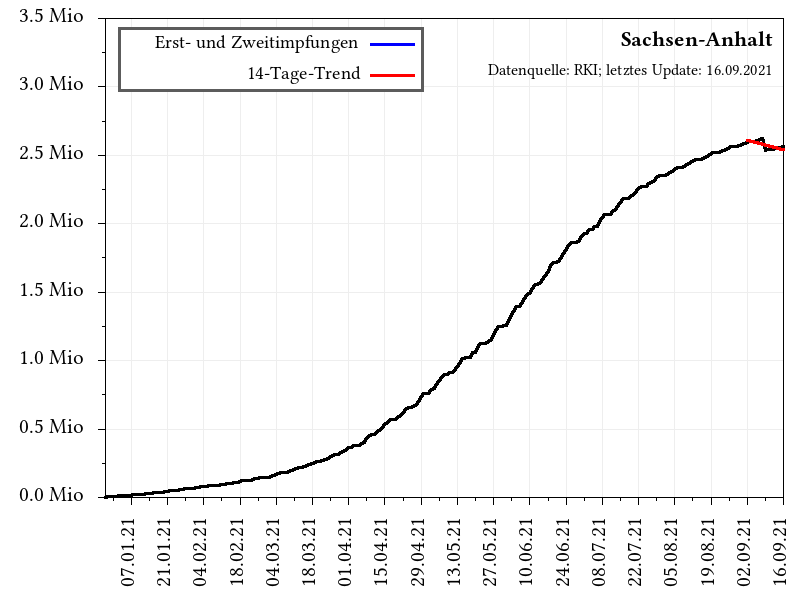 3.5 Mio
Erst- und Zweitimpfungen
14-Tage-Trend
Sachsen-Anhalt
Datenquelle: RKI; letztes Update: 16.09.2021
3.0 Mio
2.5 Mio
2.0 Mio
1.5 Mio
1.0 Mio
0.5 Mio
0.0 Mio
07.01.21
21.01.21
04.02.21
18.02.21
04.03.21
18.03.21
01.04.21
15.04.21
29.04.21
13.05.21
27.05.21
10.06.21
24.06.21
08.07.21
22.07.21
05.08.21
19.08.21
02.09.21
16.09.21